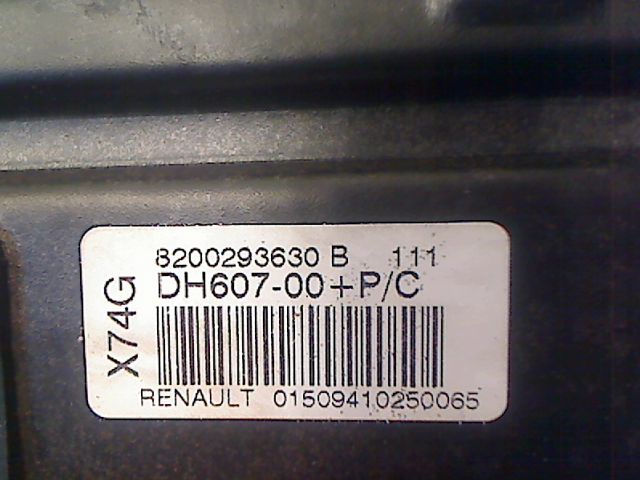 8200293630 B 111
DH607-00+P/C
X74G
RENAULT 01509410250065